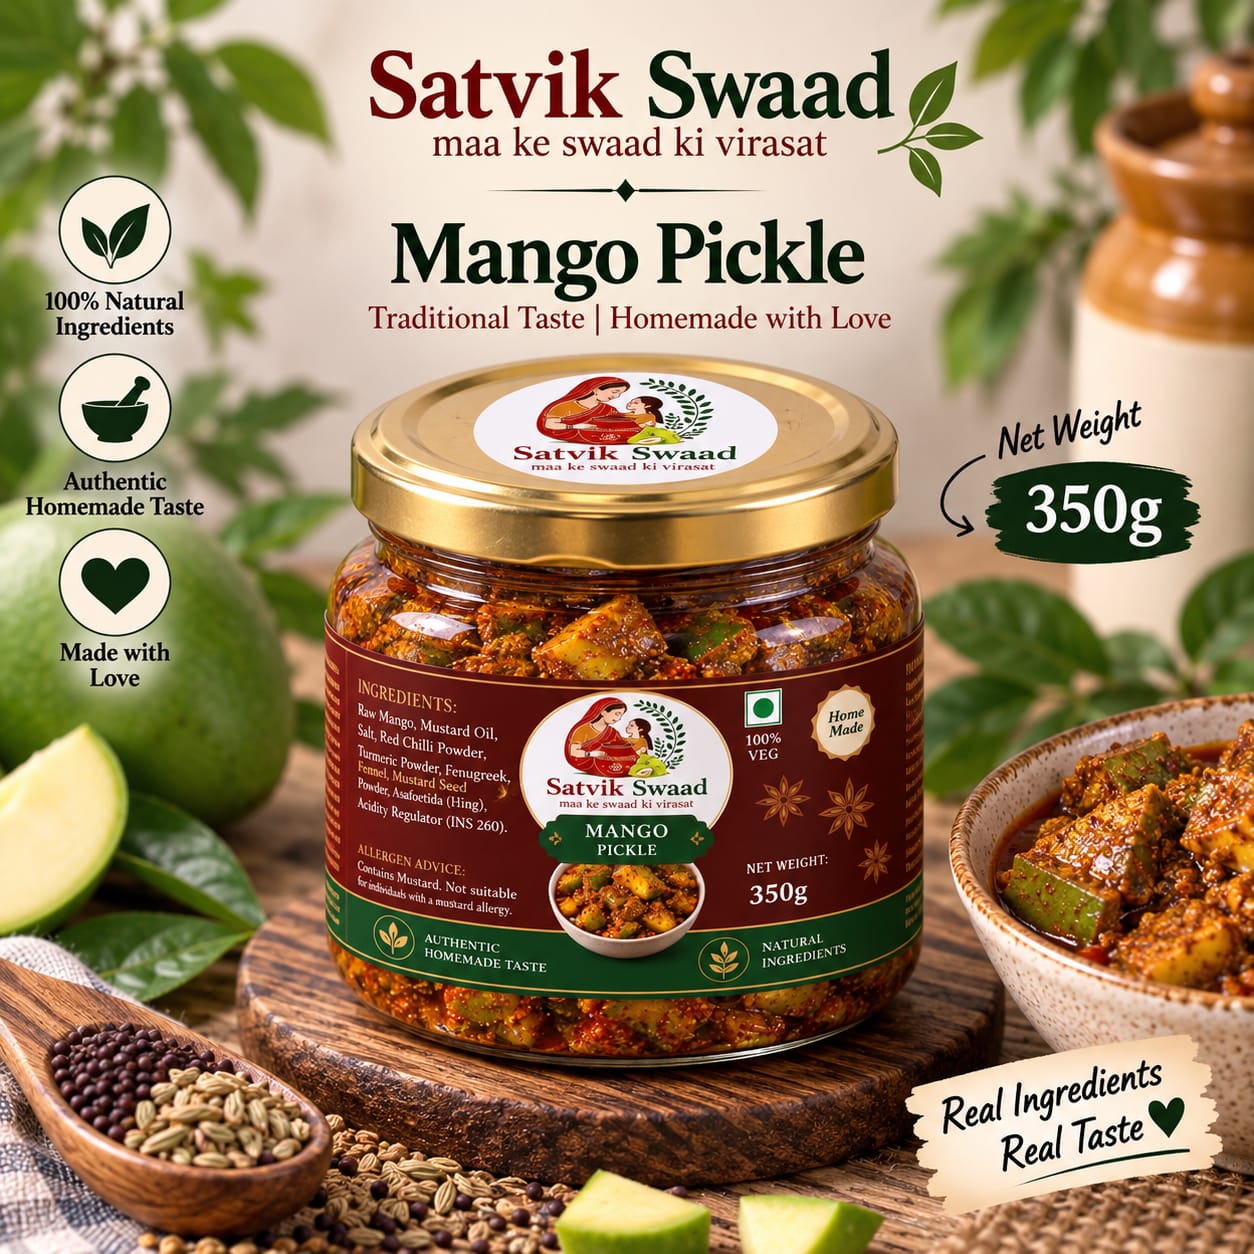 Satvik Swaad
maa ke swaad ki virasat
Mango Pickle
Traditional Taste | Homemade with Love
100% Natural
Ingredients
Authentic
Homemade Taste
Made with
Love
Net Weight
350g
Satvik Swaad
maa ke swaad ki virasat
INGREDIENTS:
Raw Mango, Mustard Oil,
Salt, Red Chilli Powder,
Turmeric Powder, Fenugreek,
Fennel, Mustard Seed
Powder, Asafoetida (Hing),
Acidity Regulator (INS 260).
ALLERGEN ADVICE:
Contains Mustard. Not suitable
for individuals with a mustard allergy.
Satvik Swaad
maa ke swaad ki virasat
MANGO
PICKLE
100%
VEG
Home
Made
NET WEIGHT:
350g
AUTHENTIC
HOMEMADE TASTE
NATURAL
INGREDIENTS
Real Ingredients
Real Taste